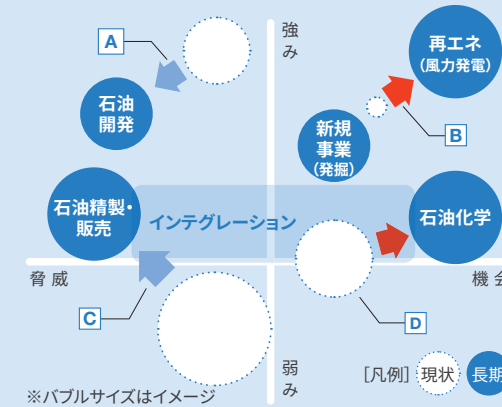 強み
A
再エネ
(風力発電)
石油
開発
B
新規
事業
(発掘)
石油精製・
販売
インテグレーション
石油化学
脅威
機会
C
D
弱み
[凡例]
現状
長期
※バブルサイズはイメージ